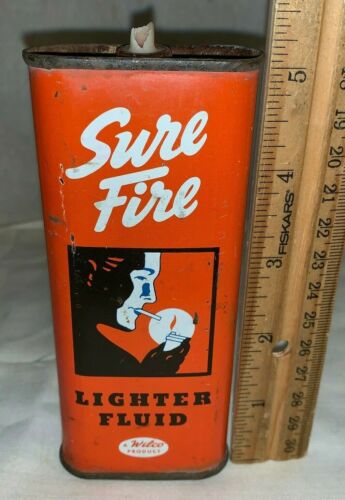 Sure
Fire
LIGHTER
FLUID
A Wilco
PRODUCT
FISKARS®
1
2
3
4
5
30
29
28
27
26
25
24
23
22
21
20
19
18